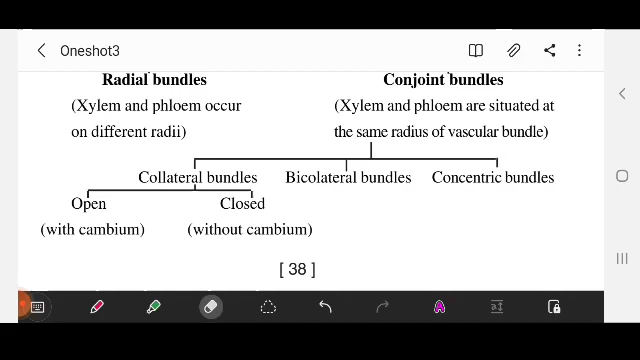 Oneshot3
Radial bundles Conjoint bundles
(Xylem and phloem occur (Xylem and phloem are situated at
on different radii) the same radius of vascular bundle)
Collateral bundles Bicolateral bundles Concentric bundles
Open Closed
(with cambium) (without cambium)
[ 38 ]